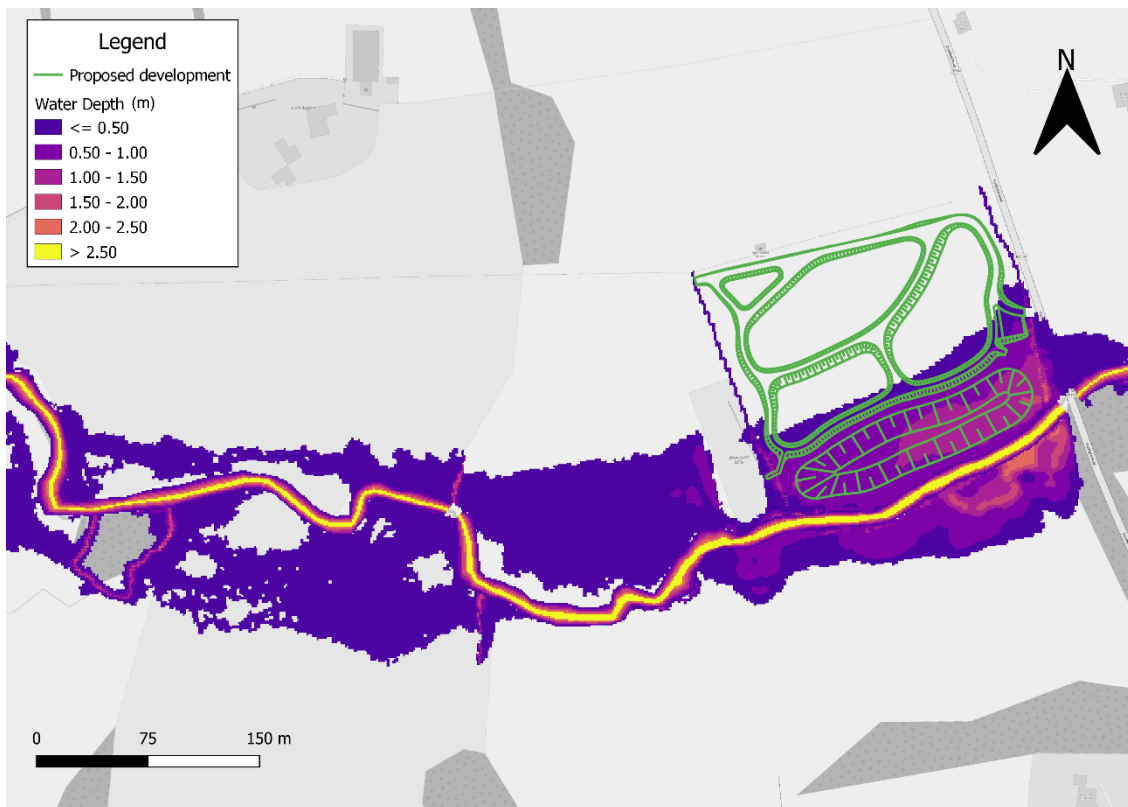 Legend
Proposed development
Water Depth (m)
<= 0.50
0.50 - 1.00
1.00 - 1.50
1.50 - 2.00
2.00 - 2.50
> 2.50
N
0 75 150 m